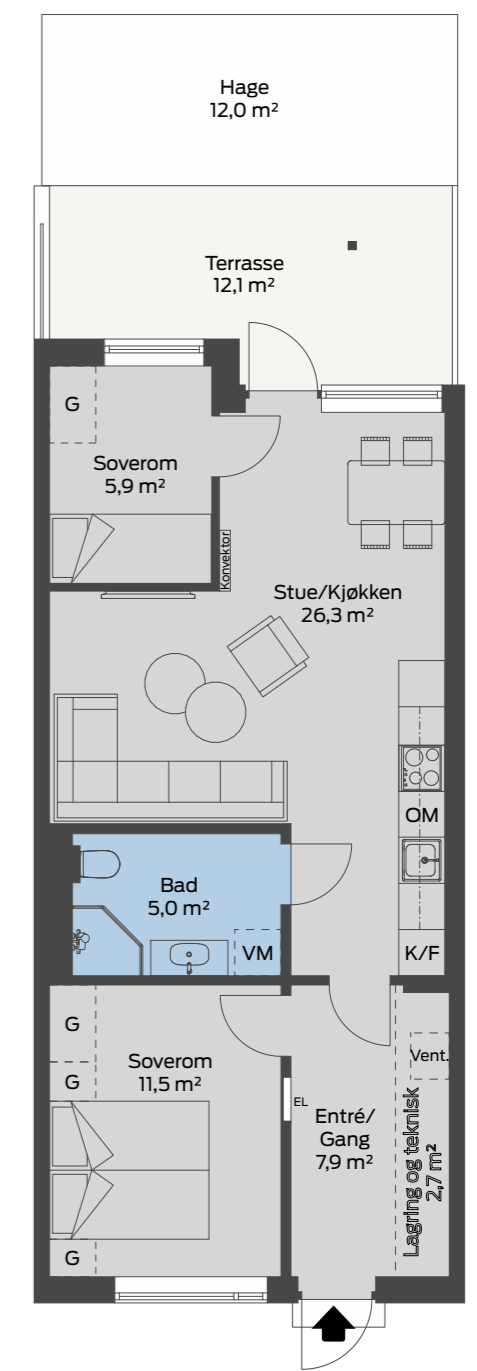 Hage
12,0 m²
Terrasse
12,1 m²
G
Soverom
5,9 m²
Konvektor
Stue/Kjøkken
26,3 m²
OM
Bad
5,0 m²
VM
K/F
G
G
Soverom
11,5 m²
G
EL
Entré/
Gang
7,9 m²
Vent.
Lagring og teknisk
2,7 m²